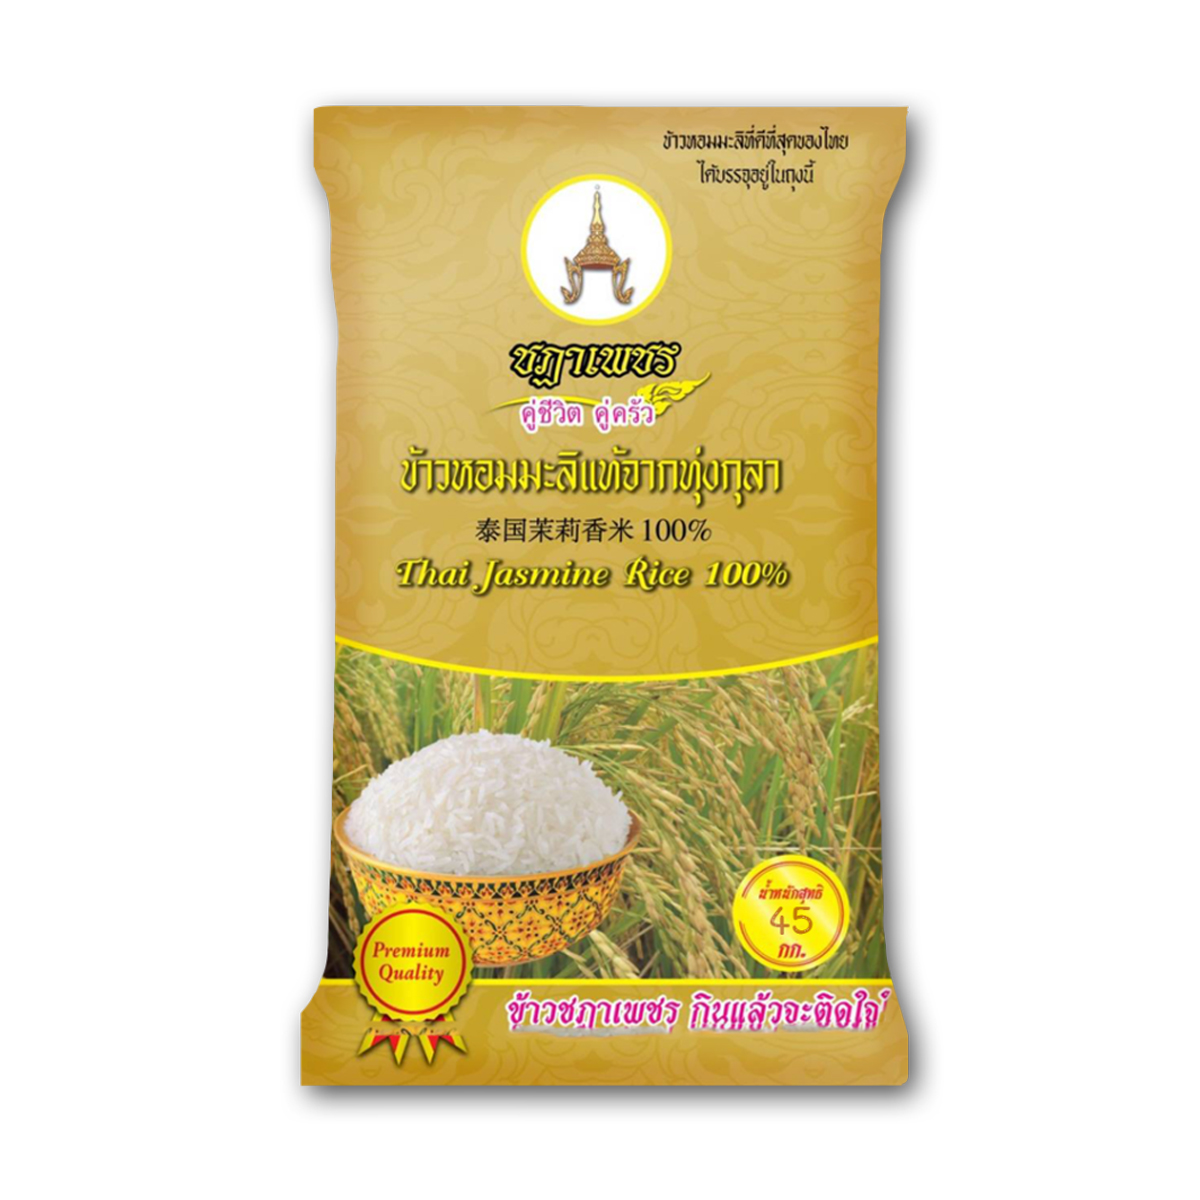 ข้าวหอมมะลิที่ดีที่สุดของไทย
ได้บรรจุอยู่ในถุงนี้
ชฎาเพชร
คู่ชีวิต คู่ครัว
ข้าวหอมมะลิแท้จากทุ่งกุลา
泰国茉莉香米 100%
Thai Jasmine Rice 100%
น้ำหนักสุทธิ
45
กก.
Premium
Quality
ข้าวชฎาเพชร กินแล้วจะติดใจ